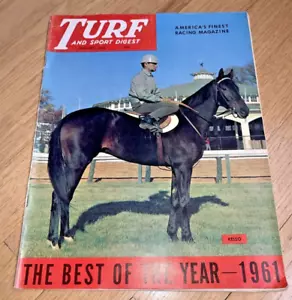 TURF
AND SPORT DIGEST
AMERICA'S FINEST
RACING MAGAZINE
KELSO
THE BEST OF THE YEAR—1961